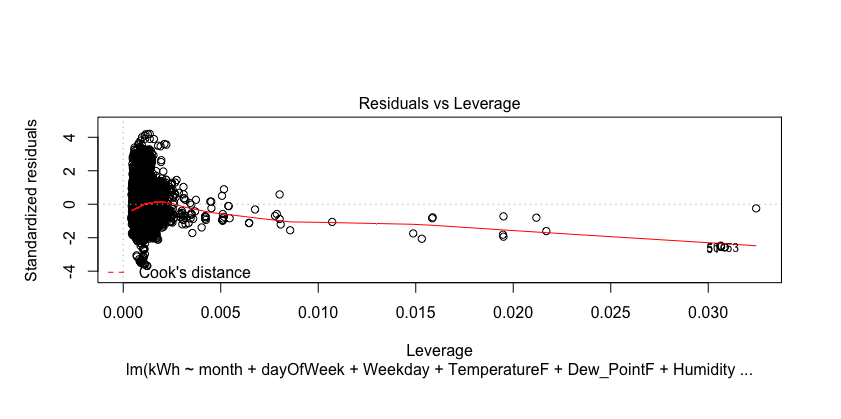 Residuals vs Leverage
Standardized residuals
4
2
0
-2
-4
Cook's distance
0.000 0.005 0.010 0.015 0.020 0.025 0.030
Leverage
lm(kWh ~ month + dayOfWeek + Weekday + TemperatureF + Dew_PointF + Humidity ...